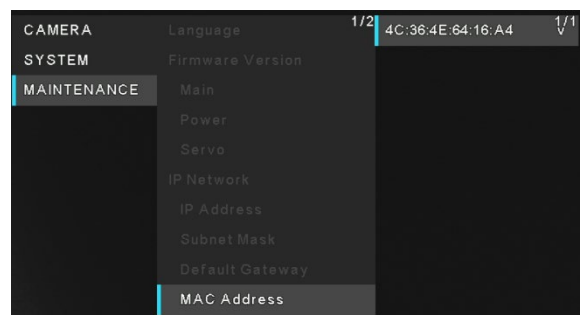 CAMERA
SYSTEM
MAINTENANCE
Language 1/2
Firmware Version
Main
Power
Servo
IP Network
IP Address
Subnet Mask
Default Gateway
MAC Address
4C:36:4E:64:16:A4 1/1